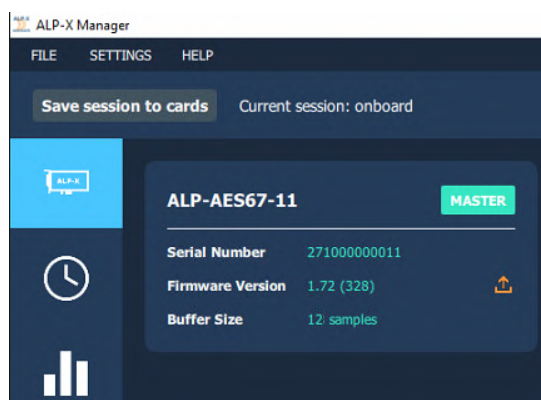 ALP-X Manager
FILE SETTINGS HELP
Save session to cards Current session: onboard
ALP-X
ALP-AES67-11 MASTER
Serial Number 271000000011
Firmware Version 1.72 (328)
Buffer Size samples